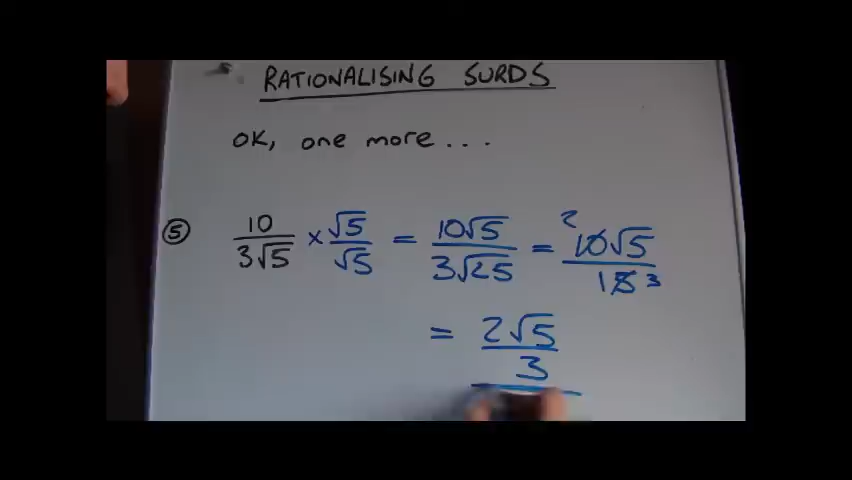 RATIONALISING SURDS
OK, one more...
⑤ 10/3√5 × √5/√5 = 10√5/3√25 = 2 10√5/15 3
= 2√5/3